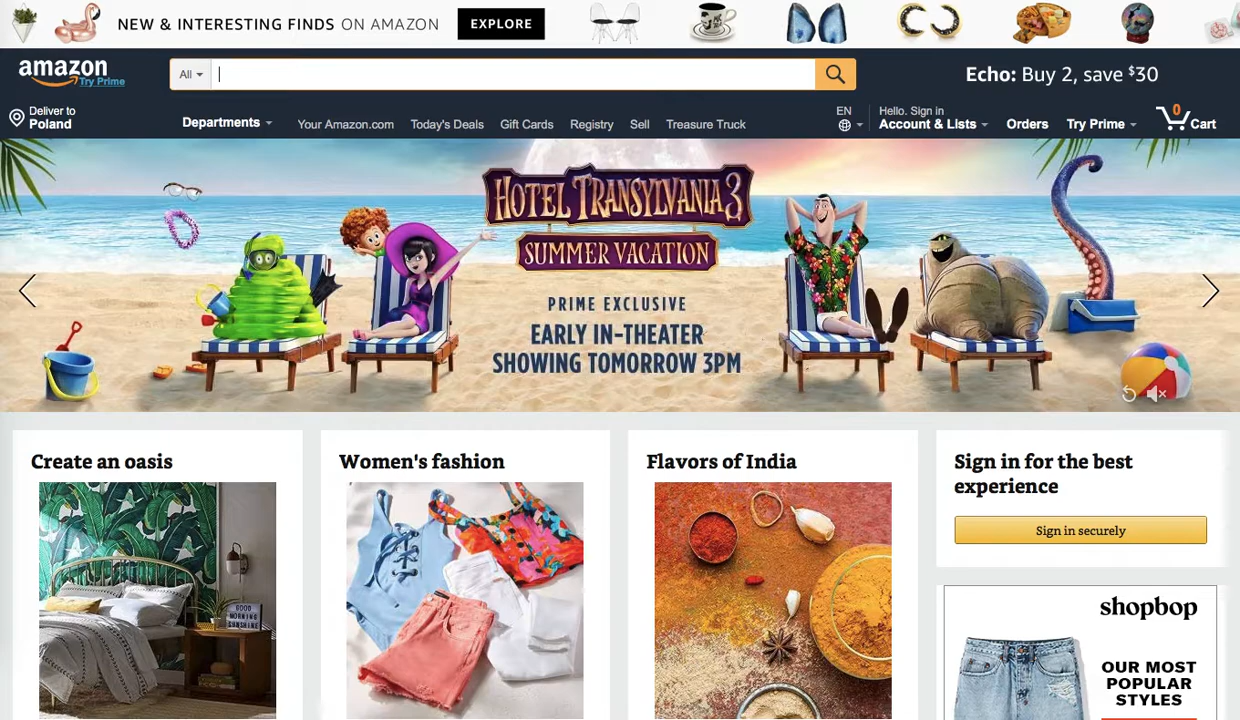 NEW & INTERESTING FINDS ON AMAZON
EXPLORE
amazon
Try Prime
All
Echo: Buy 2, save $30
Deliver to
Poland
Departments
Your Amazon.com
Today's Deals
Gift Cards
Registry
Sell
Treasure Truck
EN
Hello. Sign in
Account & Lists
Orders
Try Prime
0
Cart
HOTEL TRANSYLVANIA 3
SUMMER VACATION
PRIME EXCLUSIVE
EARLY IN-THEATER
SHOWING TOMORROW 3PM
Create an oasis
GOOD
MORNING
SUNSHINE
Women's fashion
Flavors of India
Sign in for the best
experience
Sign in securely
shopbop
OUR MOST
POPULAR
STYLES